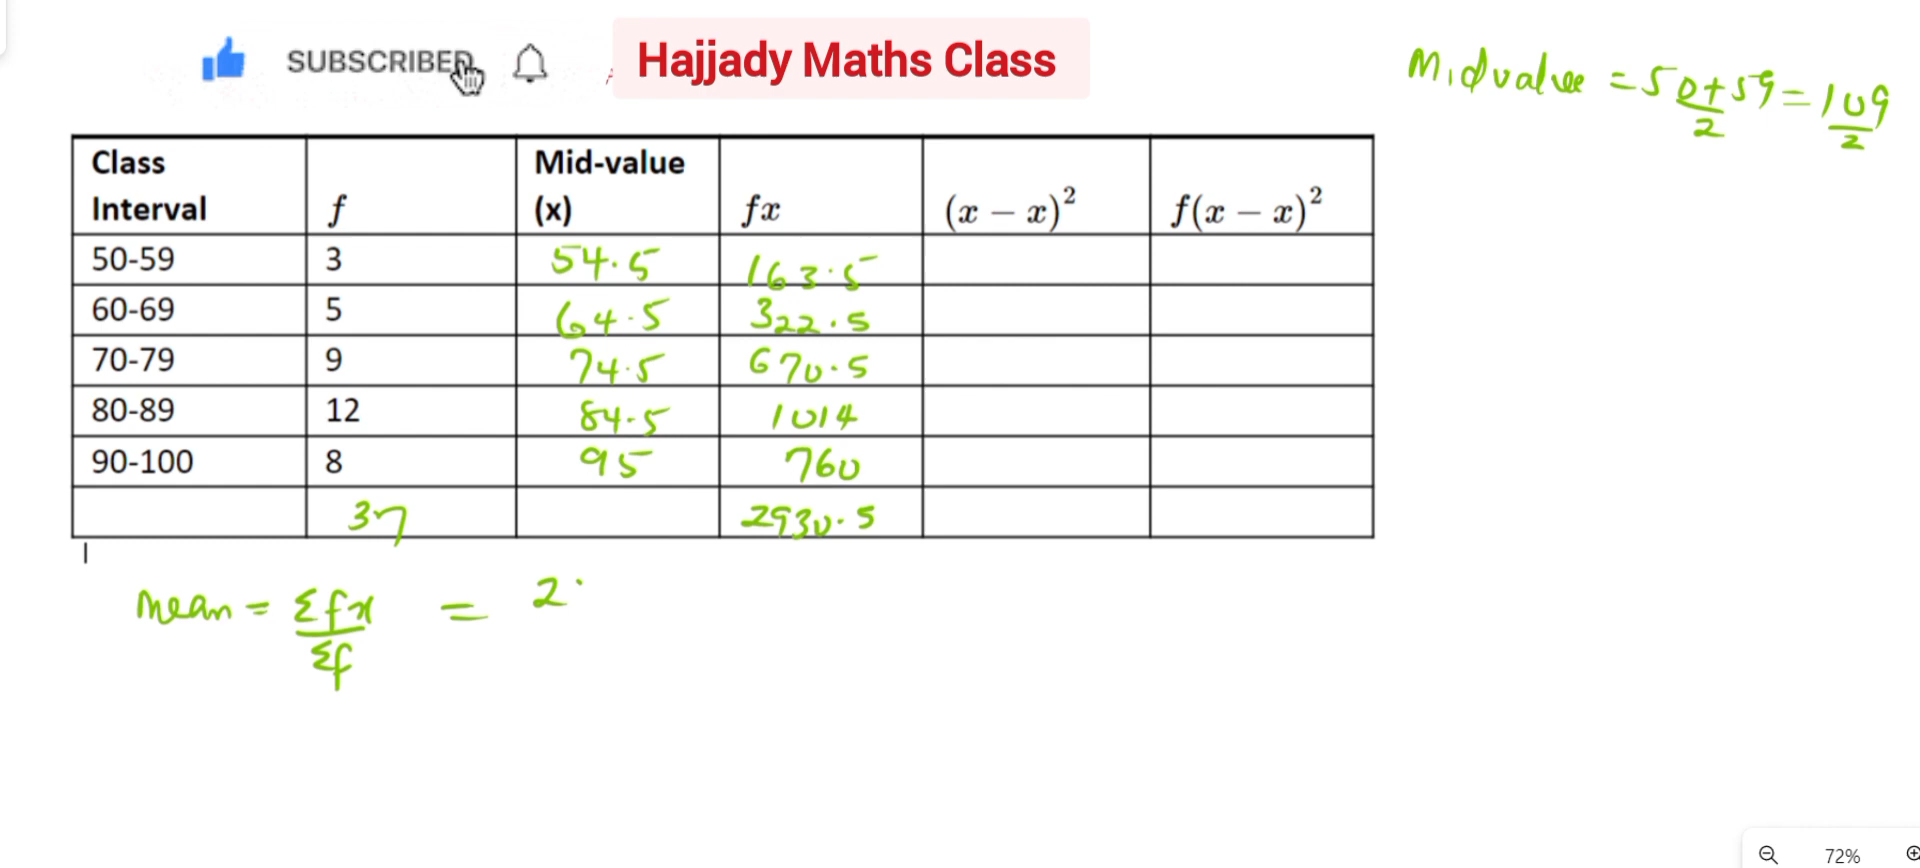 SUBSCRIBED
Hajjady Maths Class
Midvalue = 50+59/2 = 109/2
Class Interval f Mid-value (x) fx (x − x)² f(x − x)²
50-59 3 54.5 163.5
60-69 5 64.5 322.5
70-79 9 74.5 670.5
80-89 12 84.5 1014
90-100 8 95 760
37 2930.5
Mean = Σfx/Σf = 2
72%